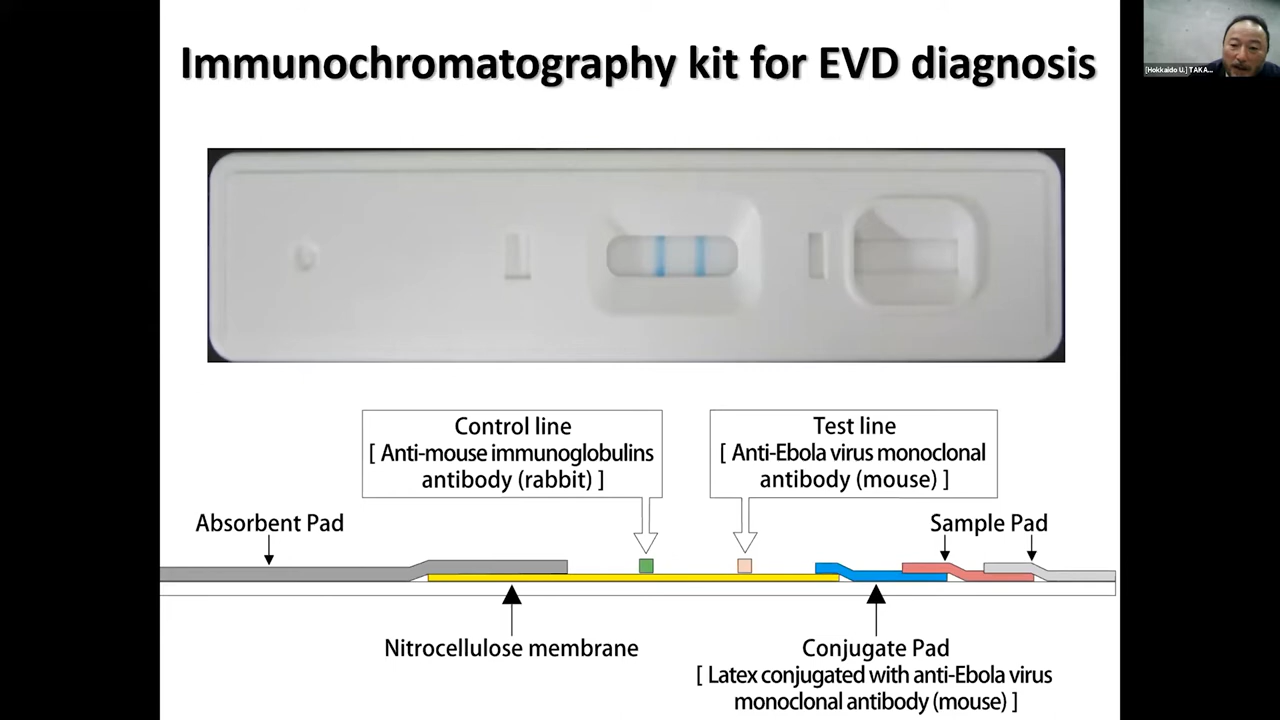 Immunochromatography kit for EVD diagnosis
[Hokkaido U.] TAKA...
Control line
[ Anti-mouse immunoglobulins
antibody (rabbit) ]
Test line
[ Anti-Ebola virus monoclonal
antibody (mouse) ]
Absorbent Pad
Sample Pad
Nitrocellulose membrane
Conjugate Pad
[ Latex conjugated with anti-Ebola virus
monoclonal antibody (mouse) ]